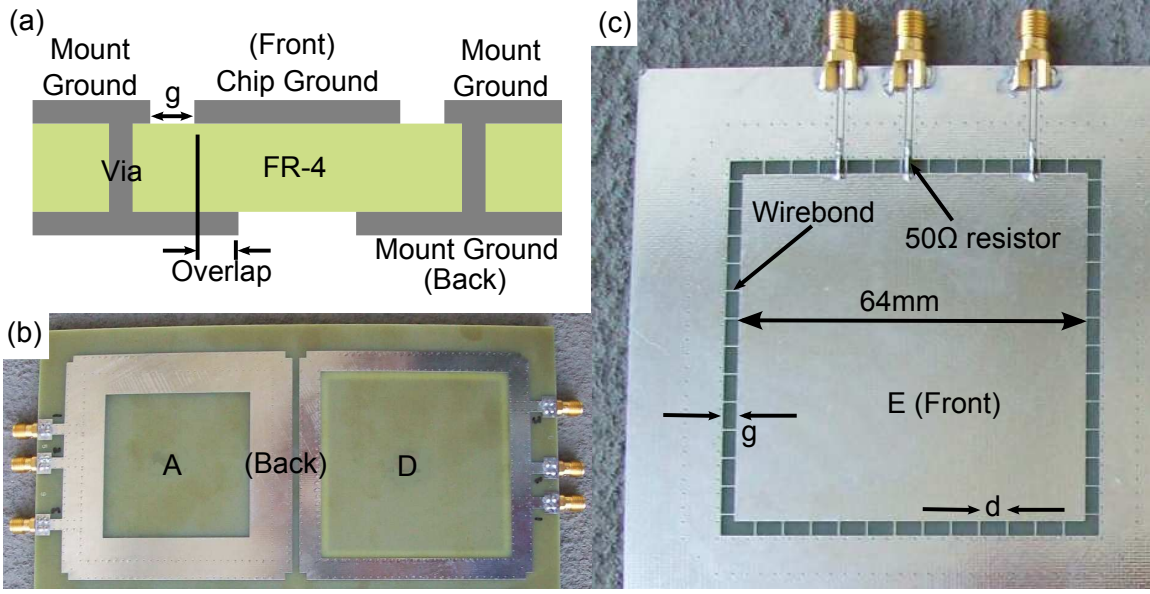 (a)
Mount
Ground
g
(Front)
Chip Ground
Mount
Ground
Via
FR-4
Overlap
Mount Ground
(Back)
(b)
A
(Back)
D
(c)
Wirebond
50Ω resistor
64mm
E (Front)
g
d